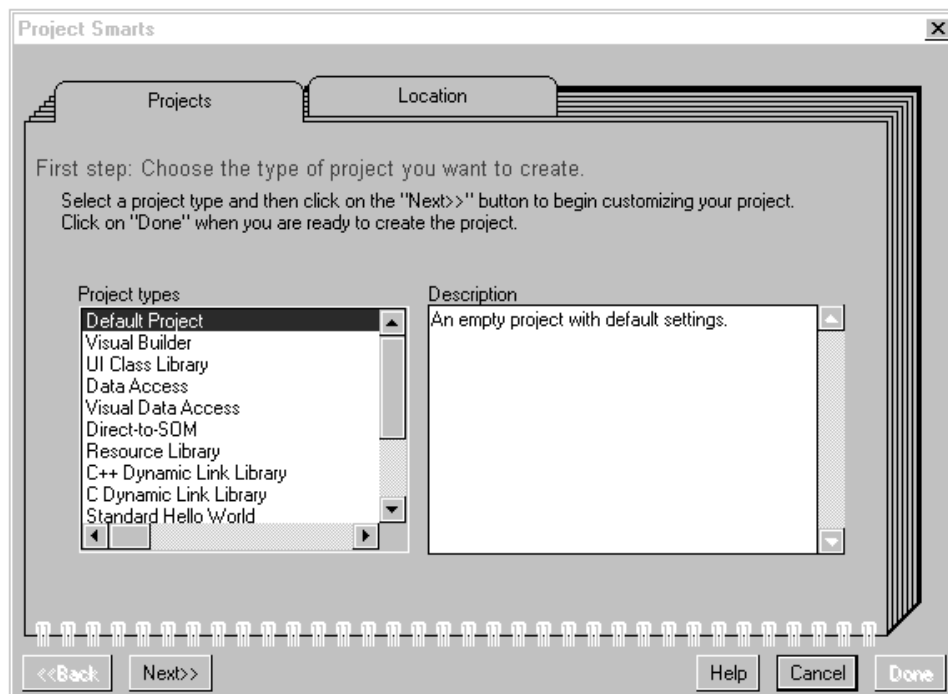 Project Smarts
Projects
Location
First step: Choose the type of project you want to create.
Select a project type and then click on the "Next>>" button to begin customizing your project.
Click on "Done" when you are ready to create the project.
Project types
Default Project
Visual Builder
UI Class Library
Data Access
Visual Data Access
Direct-to-SOM
Resource Library
C++ Dynamic Link Library
C Dynamic Link Library
Standard Hello World
Description
An empty project with default settings.
<<Back
Next>>
Help
Cancel
Done